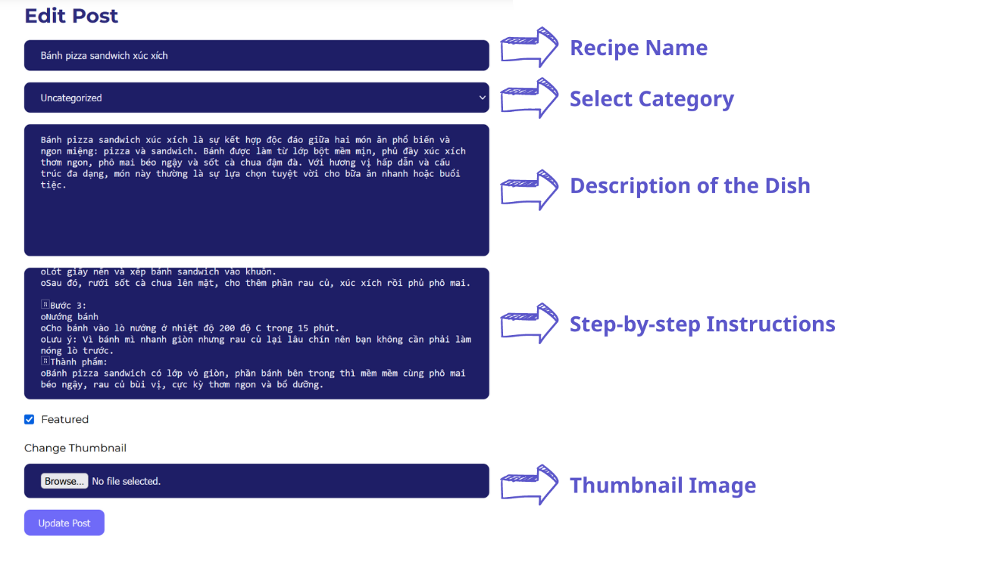 Edit Post
Bánh pizza sandwich xúc xích
Recipe Name
Uncategorized
Select Category
Bánh pizza sandwich xúc xích là sự kết hợp độc đáo giữa hai món ăn phổ biến và
ngon miệng: pizza và sandwich. Bánh được làm từ lớp bột mềm mịn, phủ đầy xúc xích
thơm ngon, phô mai béo ngậy và sốt cà chua đậm đà. Với hương vị hấp dẫn và cấu
trúc đa dạng, món này thường là sự lựa chọn tuyệt vời cho bữa ăn nhanh hoặc buổi
tiệc.
Description of the Dish
oLót giấy nến và xếp bánh sandwich vào khuôn.
oSau đó, rưới sốt cà chua lên mặt, cho thêm phần rau củ, xúc xích rồi phủ phô mai.
Bước 3:
oNướng bánh
oCho bánh vào lò nướng ở nhiệt độ 200 độ C trong 15 phút.
oLưu ý: Vì bánh mì nhanh giòn nhưng rau củ lại lâu chín nên bạn không cần phải làm
nóng lò trước.
Thành phẩm:
oBánh pizza sandwich có lớp vỏ giòn, phần bánh bên trong thì mềm mềm cùng phô mai
béo ngậy, rau củ bùi vị, cực kỳ thơm ngon và bổ dưỡng.
Step-by-step Instructions
Featured
Change Thumbnail
Browse... No file selected.
Thumbnail Image
Update Post